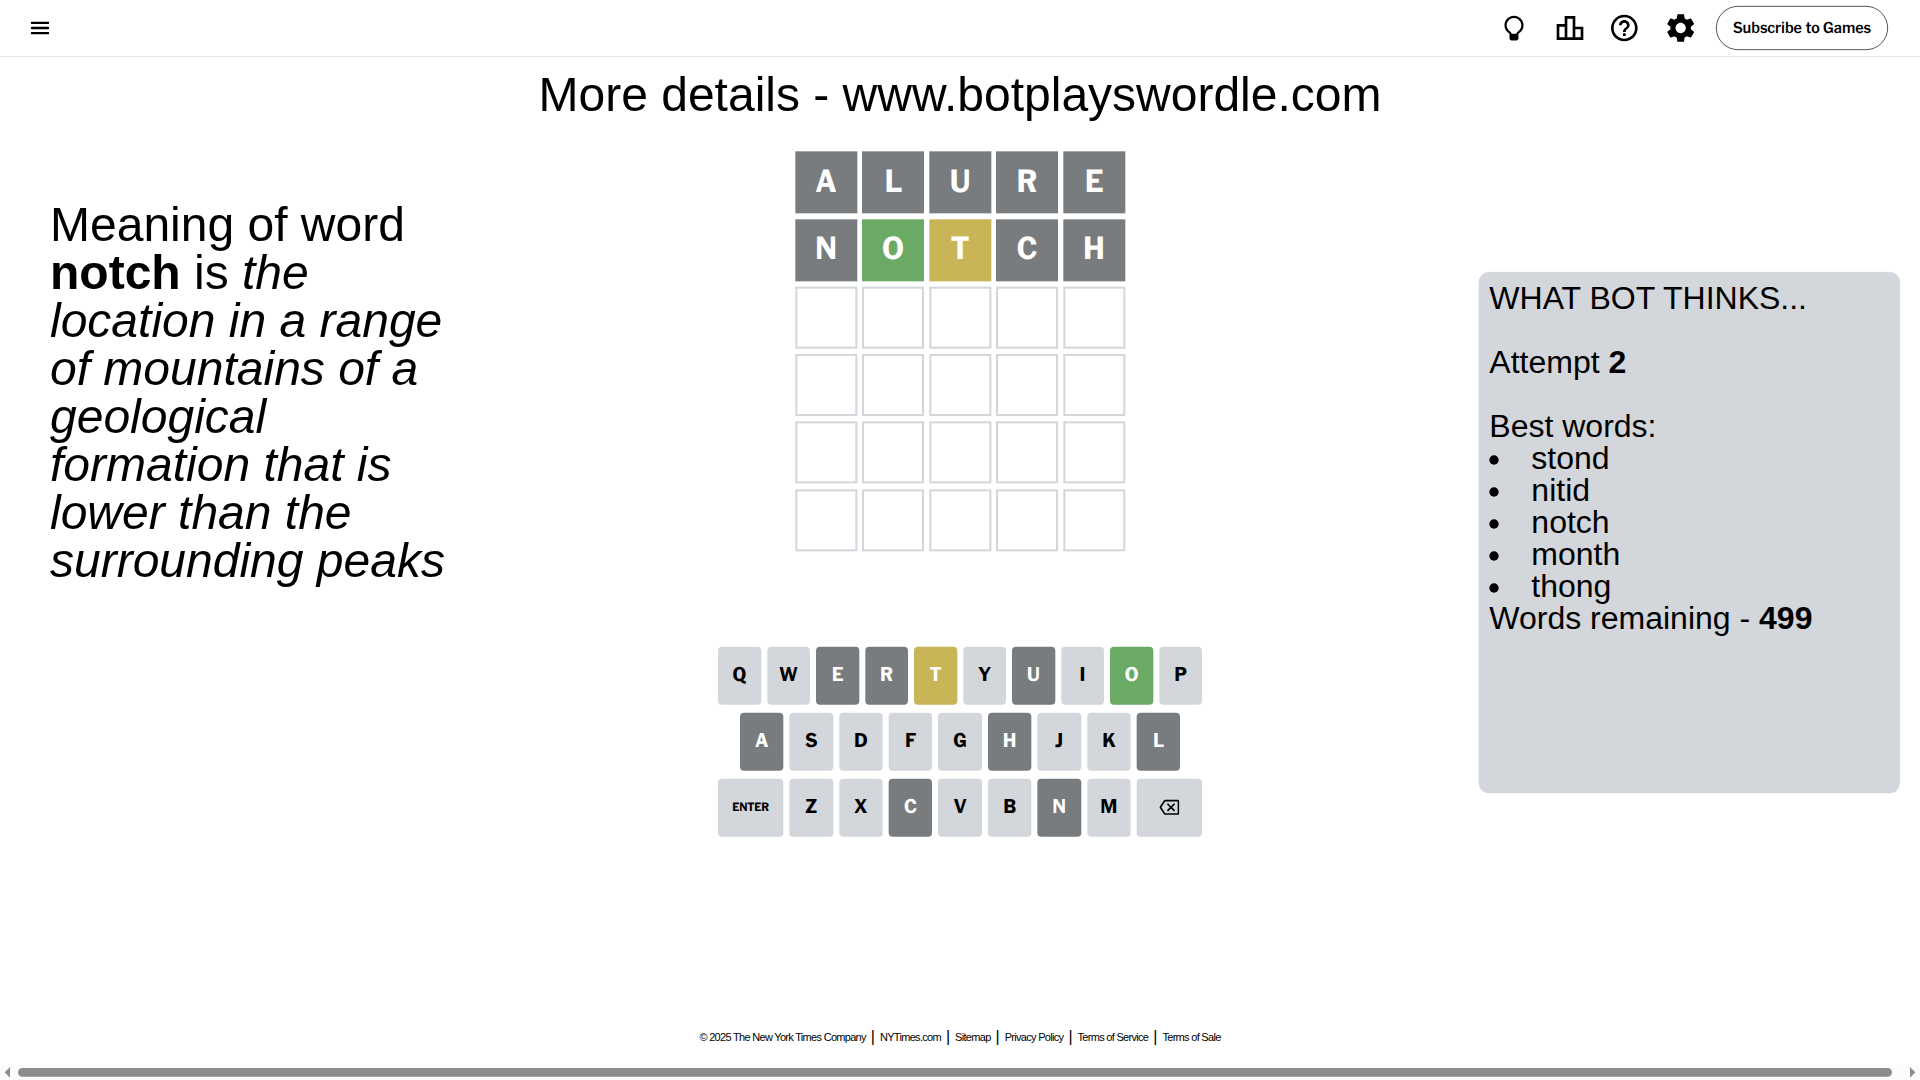 Subscribe to Games
More details - www.botplayswordle.com
Meaning of word
notch is the
location in a range
of mountains of a
geological
formation that is
lower than the
surrounding peaks
A L U R E
N O T C H
WHAT BOT THINKS...
Attempt 2
Best words:
• stond
• nitid
• notch
• month
• thong
Words remaining - 499
Q W E R T Y U I O P
A S D F G H J K L
ENTER Z X C V B N M
© 2025 The New York Times Company | NYTimes.com | Sitemap | Privacy Policy | Terms of Service | Terms of Sale